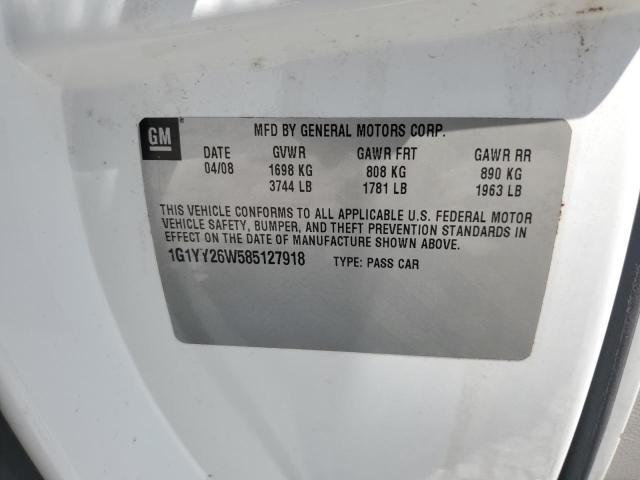 GM
MFD BY GENERAL MOTORS CORP.
DATE GVWR GAWR FRT GAWR RR
04/08 1698 KG 808 KG 890 KG
3744 LB 1781 LB 1963 LB
THIS VEHICLE CONFORMS TO ALL APPLICABLE U.S. FEDERAL MOTOR
VEHICLE SAFETY, BUMPER, AND THEFT PREVENTION STANDARDS IN
EFFECT ON THE DATE OF MANUFACTURE SHOWN ABOVE.
1G1YY26W585127918 TYPE: PASS CAR